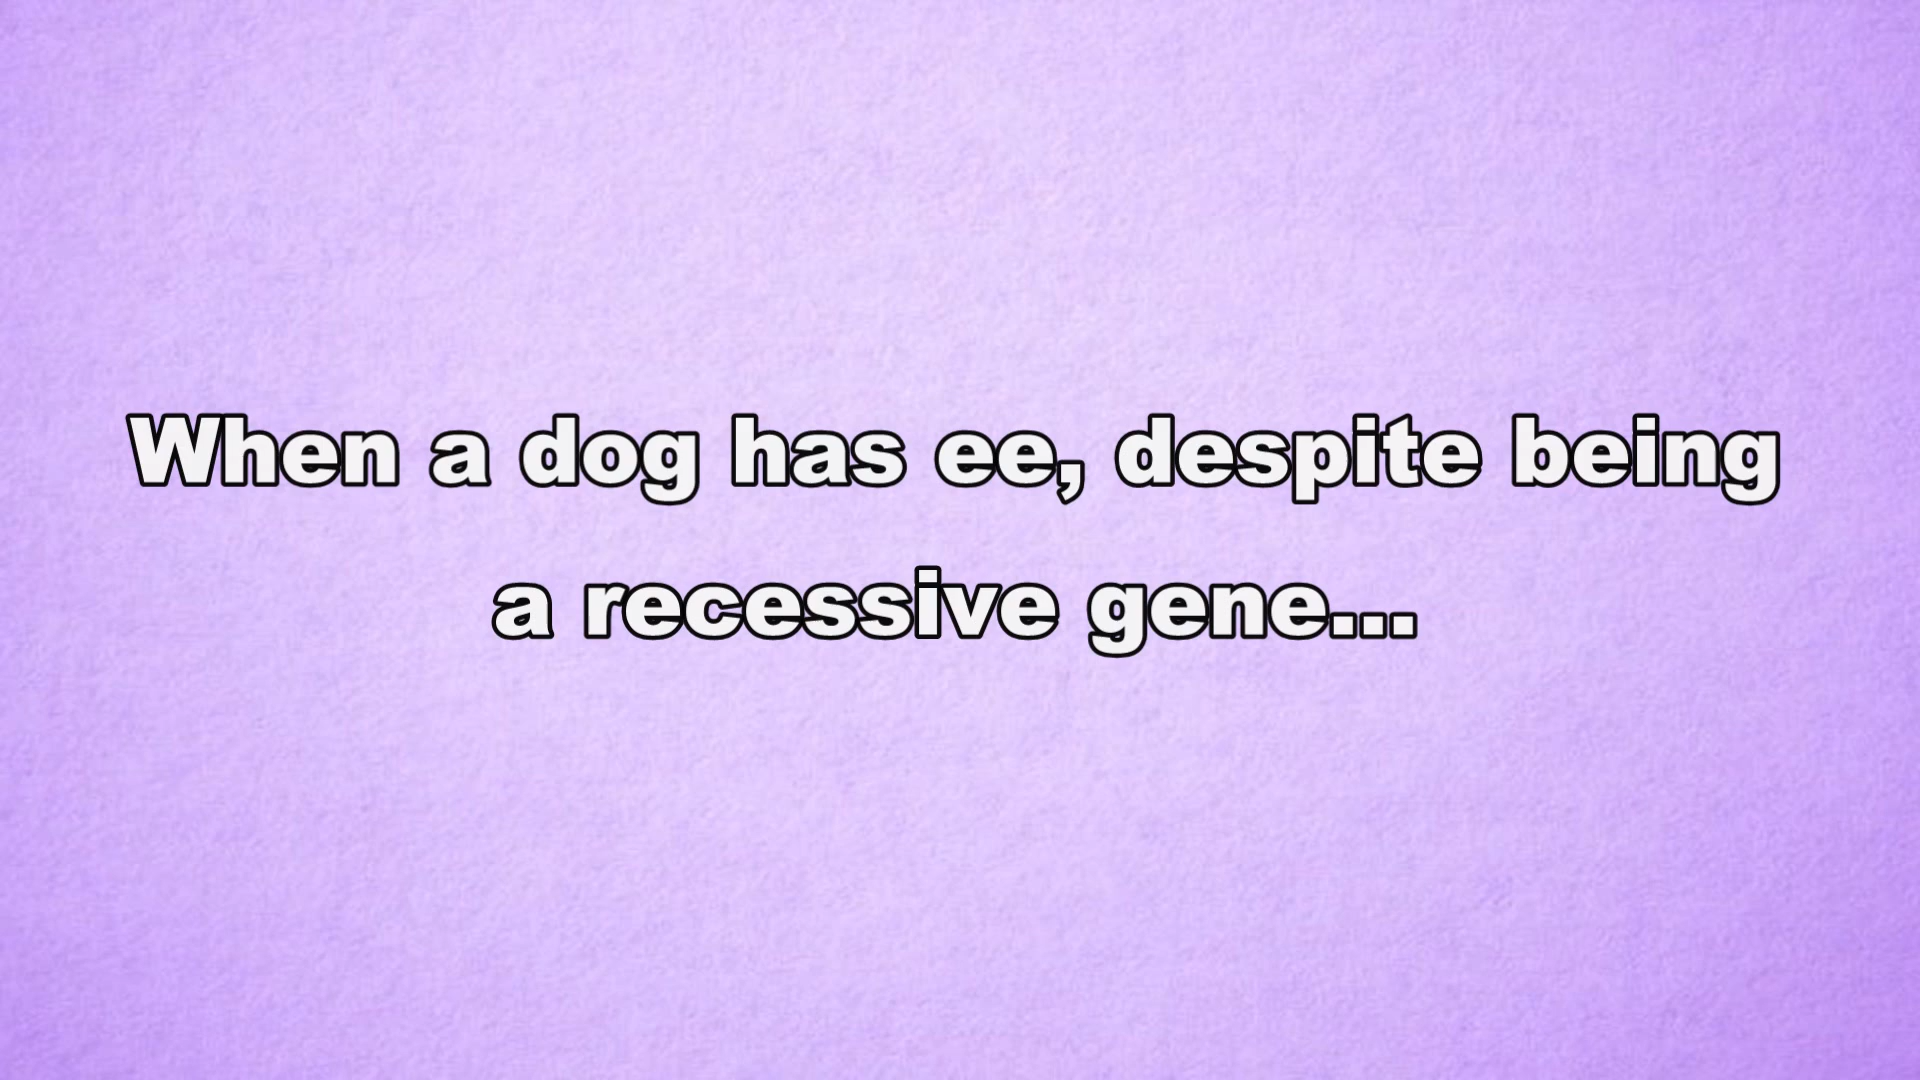 When a dog has ee, despite being
a recessive gene...